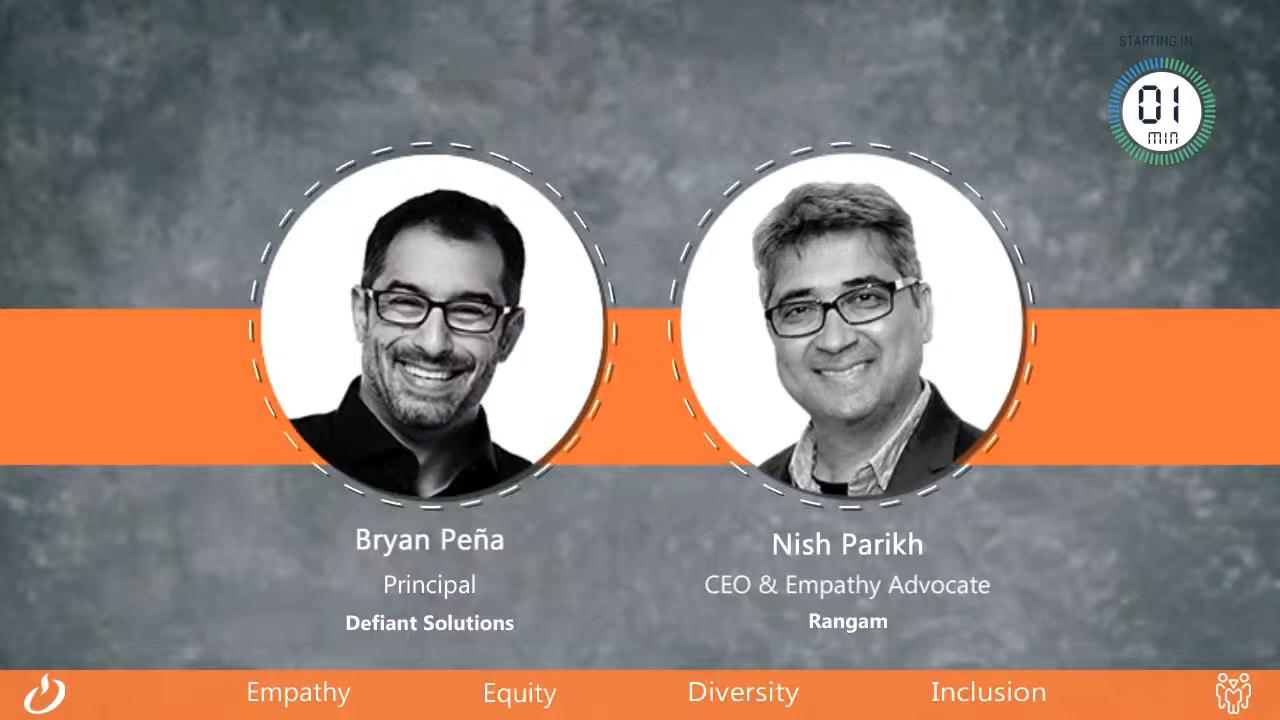 STARTING IN
01
MIN
Bryan Peña
Principal
Defiant Solutions
Nish Parikh
CEO & Empathy Advocate
Rangam
Empathy Equity Diversity Inclusion